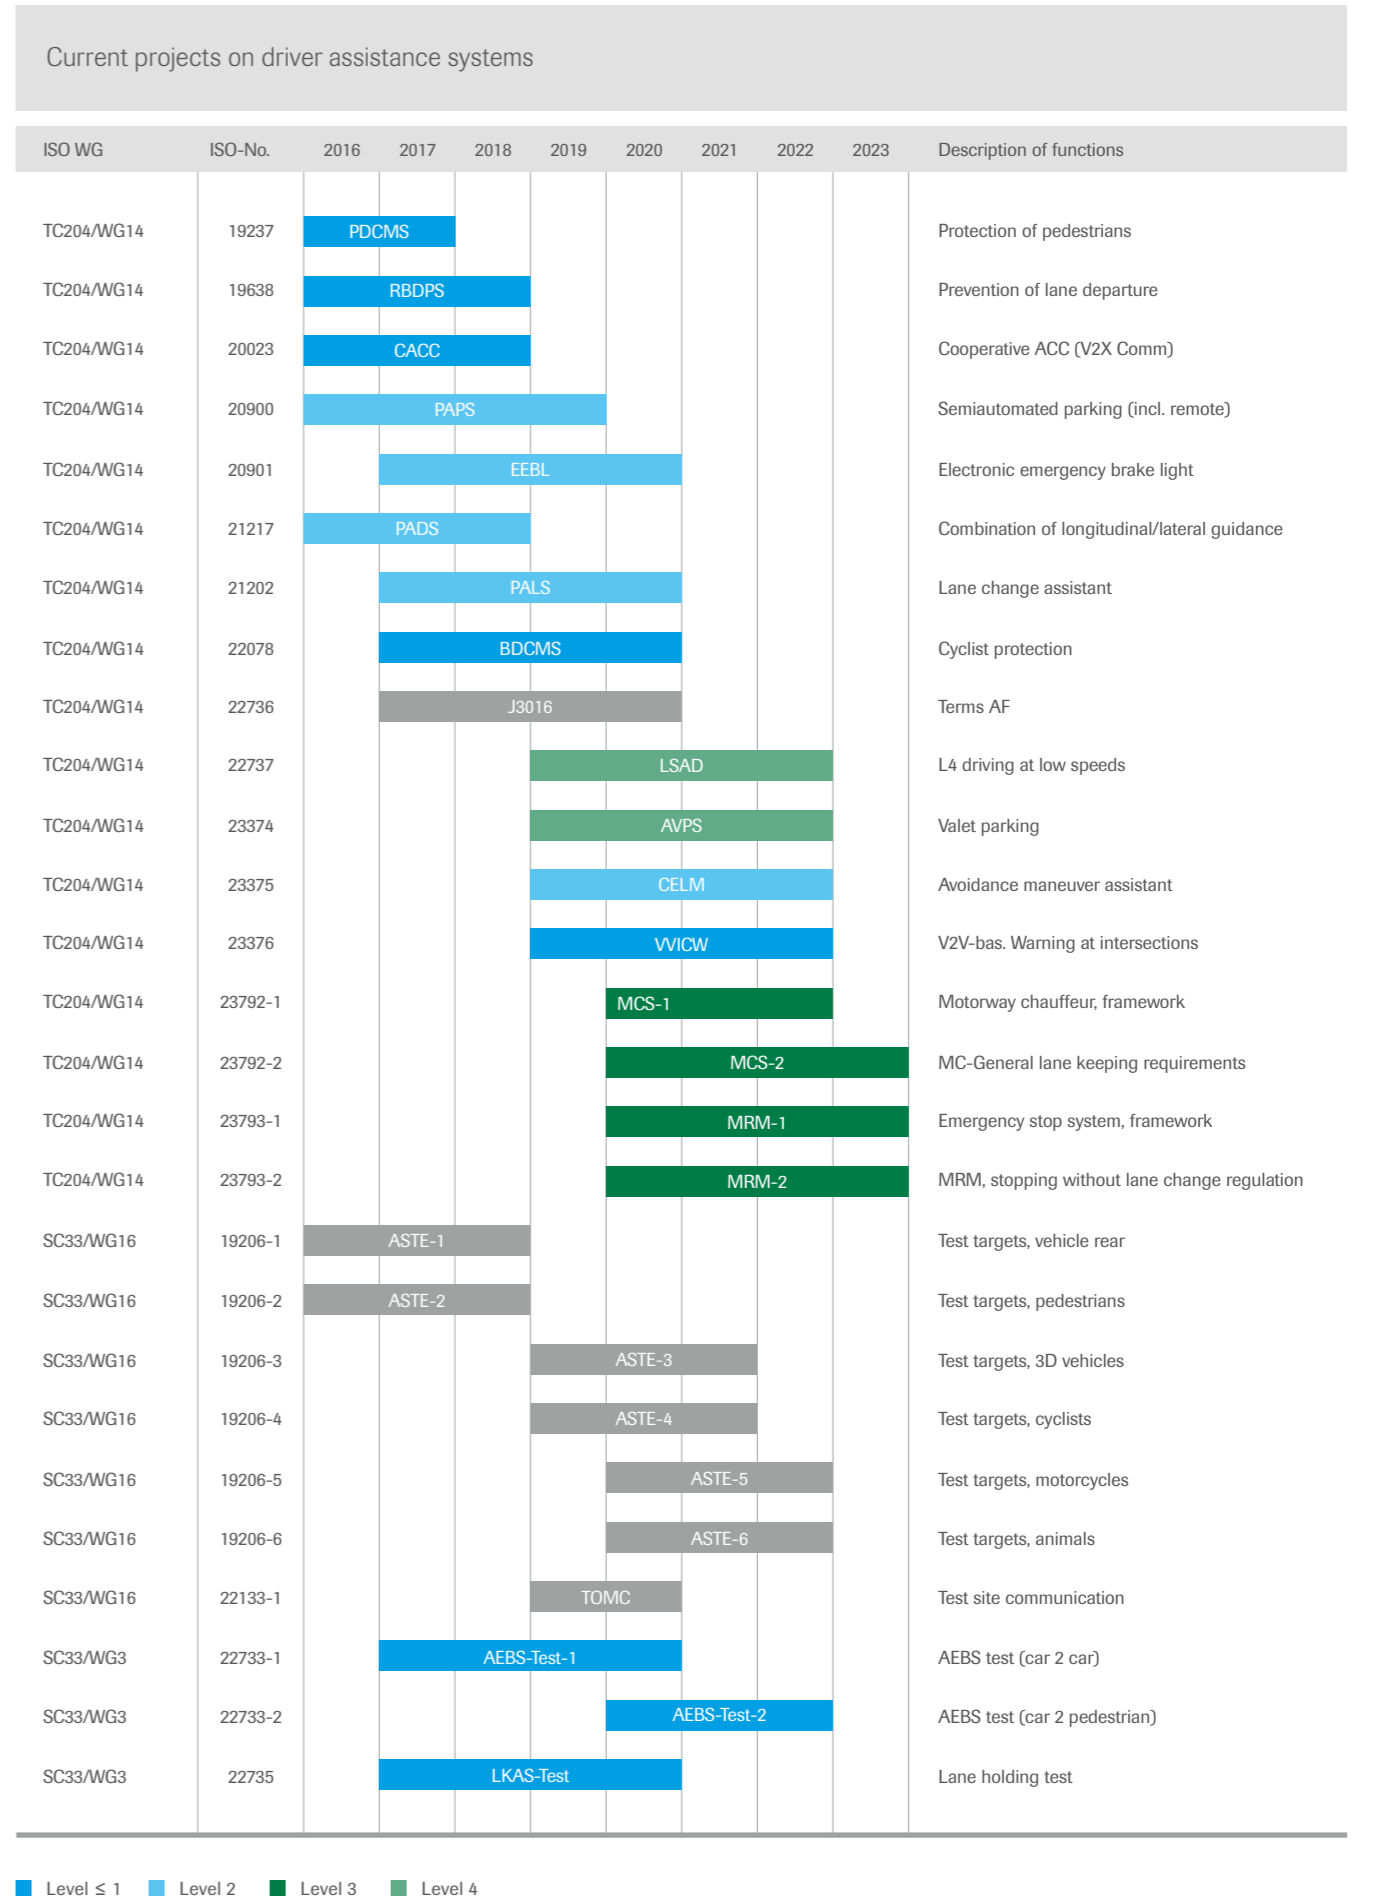 Current projects on driver assistance systems
ISO WG ISO-No. 2016 2017 2018 2019 2020 2021 2022 2023 Description of functions
TC204/WG14 19237 PDCMS Protection of pedestrians
TC204/WG14 19638 RBDPS Prevention of lane departure
TC204/WG14 20023 CACC Cooperative ACC (V2X Comm)
TC204/WG14 20900 PAPS Semiautomated parking (incl. remote)
TC204/WG14 20901 EEBL Electronic emergency brake light
TC204/WG14 21217 PADS Combination of longitudinal/lateral guidance
TC204/WG14 21202 PALS Lane change assistant
TC204/WG14 22078 BDCMS Cyclist protection
TC204/WG14 22736 J3016 Terms AF
TC204/WG14 22737 LSAD L4 driving at low speeds
TC204/WG14 23374 AVPS Valet parking
TC204/WG14 23375 CELM Avoidance maneuver assistant
TC204/WG14 23376 VVICW V2V-bas. Warning at intersections
TC204/WG14 23792-1 MCS-1 Motorway chauffeur, framework
TC204/WG14 23792-2 MCS-2 MC-General lane keeping requirements
TC204/WG14 23793-1 MRM-1 Emergency stop system, framework
TC204/WG14 23793-2 MRM-2 MRM, stopping without lane change regulation
SC33/WG16 19206-1 ASTE-1 Test targets, vehicle rear
SC33/WG16 19206-2 ASTE-2 Test targets, pedestrians
SC33/WG16 19206-3 ASTE-3 Test targets, 3D vehicles
SC33/WG16 19206-4 ASTE-4 Test targets, cyclists
SC33/WG16 19206-5 ASTE-5 Test targets, motorcycles
SC33/WG16 19206-6 ASTE-6 Test targets, animals
SC33/WG16 22133-1 TOMC Test site communication
SC33/WG3 22733-1 AEBS-Test-1 AEBS test (car 2 car)
SC33/WG3 22733-2 AEBS-Test-2 AEBS test (car 2 pedestrian)
SC33/WG3 22735 LKAS-Test Lane holding test
Level ≤ 1 Level 2 Level 3 Level 4